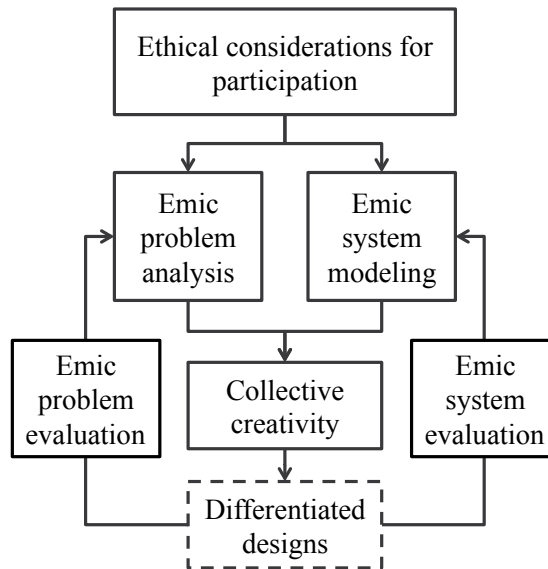 Ethical considerations for
participation
Emic
problem
analysis
Emic
system
modeling
Emic
problem
evaluation
Collective
creativity
Emic
system
evaluation
Differentiated
designs